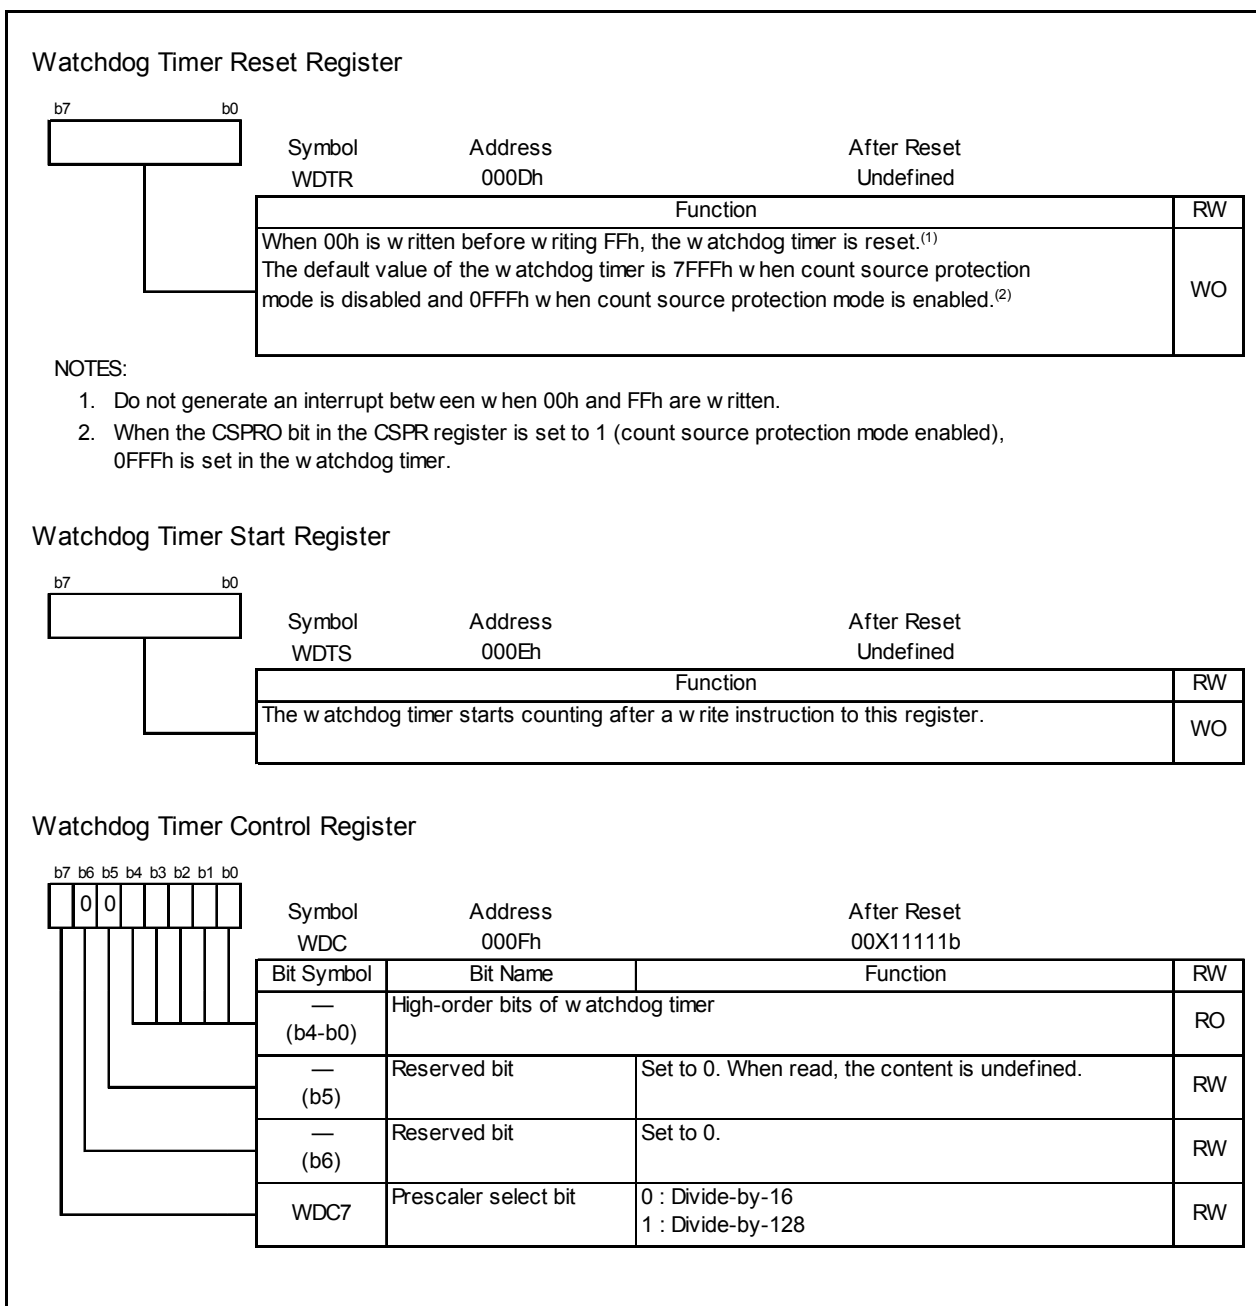 Watchdog Timer Reset Register
b7 b0
Symbol Address After Reset
WDTR 000Dh Undefined
Function RW
When 00h is written before writing FFh, the watchdog timer is reset.(1)
The default value of the watchdog timer is 7FFFh when count source protection
mode is disabled and 0FFFh when count source protection mode is enabled.(2)
WO
NOTES:
1. Do not generate an interrupt between when 00h and FFh are written.
2. When the CSPRO bit in the CSPR register is set to 1 (count source protection mode enabled),
0FFFh is set in the watchdog timer.
Watchdog Timer Start Register
b7 b0
Symbol Address After Reset
WDTS 000Eh Undefined
Function RW
The watchdog timer starts counting after a write instruction to this register.
WO
Watchdog Timer Control Register
b7 b6 b5 b4 b3 b2 b1 b0
0 0
Symbol Address After Reset
WDC 000Fh 00X11111b
Bit Symbol Bit Name Function RW
— (b4-b0) High-order bits of watchdog timer RO
— (b5) Reserved bit Set to 0. When read, the content is undefined. RW
— (b6) Reserved bit Set to 0. RW
WDC7 Prescaler select bit 0 : Divide-by-16
1 : Divide-by-128 RW